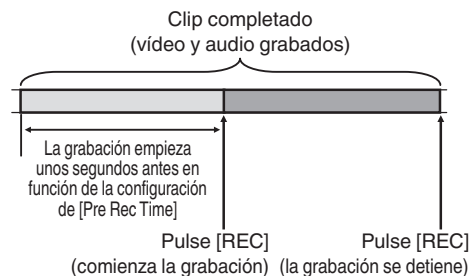 Clip completado
(vídeo y audio grabados)
La grabación empieza
unos segundos antes en
función de la configuración
de [Pre Rec Time]
Pulse [REC]
(comienza la grabación)
Pulse [REC]
(la grabación se detiene)